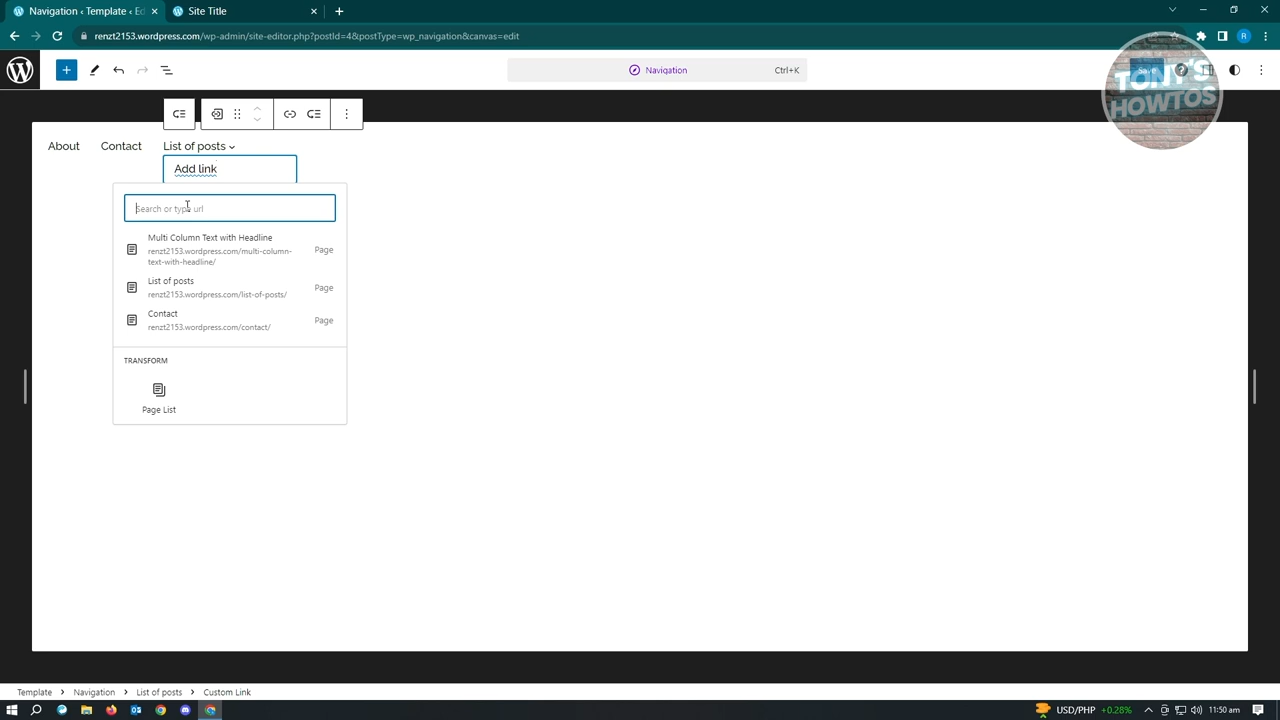 Navigation ‹ Template ‹ Ed
Site Title
renzt2153.wordpress.com/wp-admin/site-editor.php?postId=4&postType=wp_navigation&canvas=edit
R
Navigation
Ctrl+K
Save
TONY'S
HOWTOS
About
Contact
List of posts
Add link
Search or type url
Multi Column Text with Headline
renzt2153.wordpress.com/multi-column-
text-with-headline/
Page
List of posts
renzt2153.wordpress.com/list-of-posts/
Page
Contact
renzt2153.wordpress.com/contact/
Page
TRANSFORM
Page List
Template > Navigation > List of posts > Custom Link
USD/PHP +0.28%
11:50 am